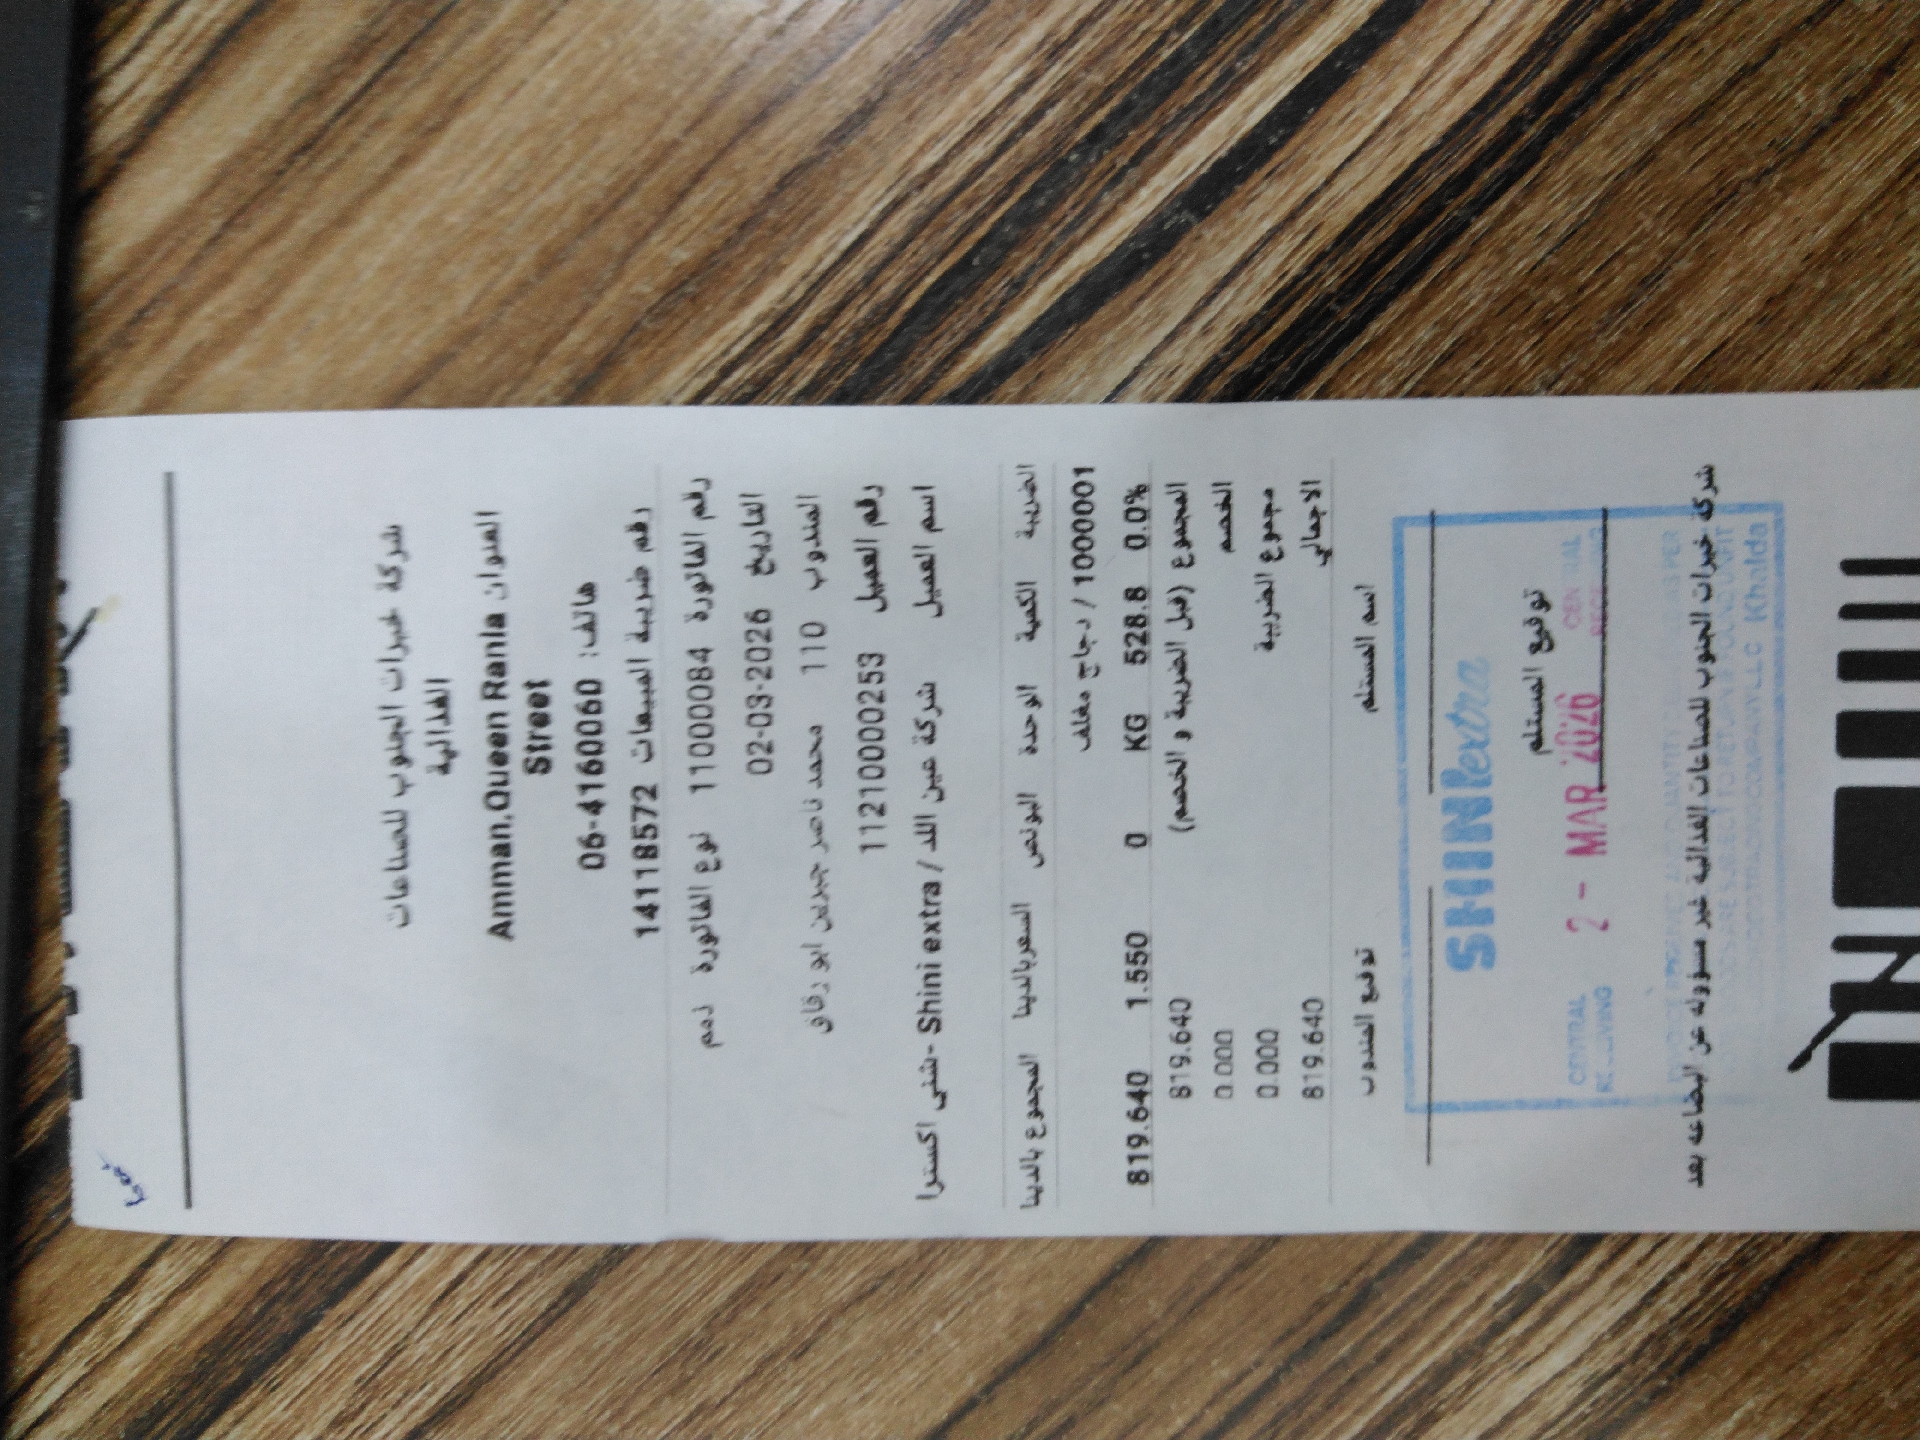 شركة خيرات الجنوب للصناعات
الغذائية
العنوان Amman,Queen Rania
Street
هاتف: 06-4160060
رقم ضريبة المبيعات 14118572
رقم الفاتورة 11000084 نوع الفاتورة ذمم
التاريخ 02-03-2026
المندوب 110 محمد ناصر جبرين ابو رقاق
رقم العميل 1121000253
اسم العميل شركة عين اللد / Shini extra -شني اكسترا
الضريبة الكمية الوحدة البونص السعربالدينا المجموع بالدينا
1000001 / دجاج مغلف
0.0% 528.8 KG 0 1.550 819.640
المجموع (قبل الضريبة و الخصم) 819.640
الخصم 0.000
مجموع الضريبة 0.000
الاجمالي 819.640
اسم المستلم توقيع المندوب
SHINIextra
توقيع المستلم
CENTRAL
RECEIVING
2 - MAR 2026
Khalda
شركة خيرات الجنوب للصناعات الغذائية غير مسؤوله عن البضاعه بعد